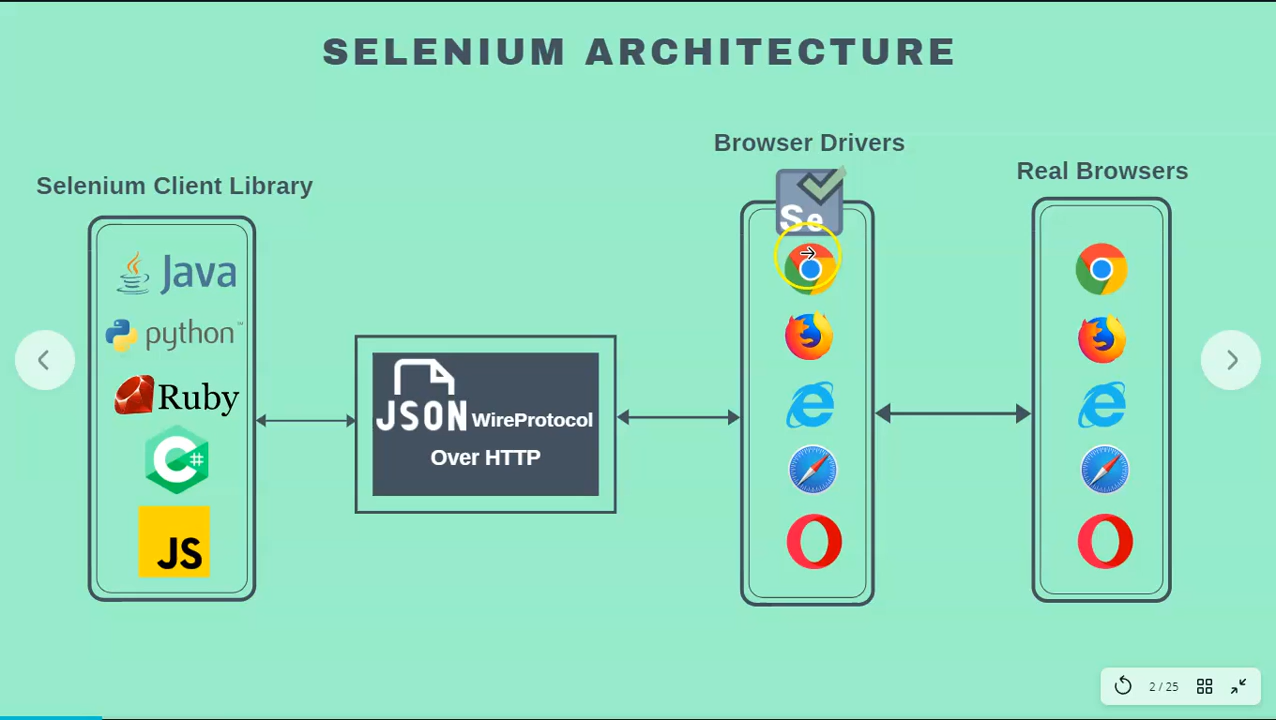 SELENIUM ARCHITECTURE
Browser Drivers
Real Browsers
Selenium Client Library
Se
Java
python™
Ruby
C#
JS
JSON WireProtocol
Over HTTP
2 / 25